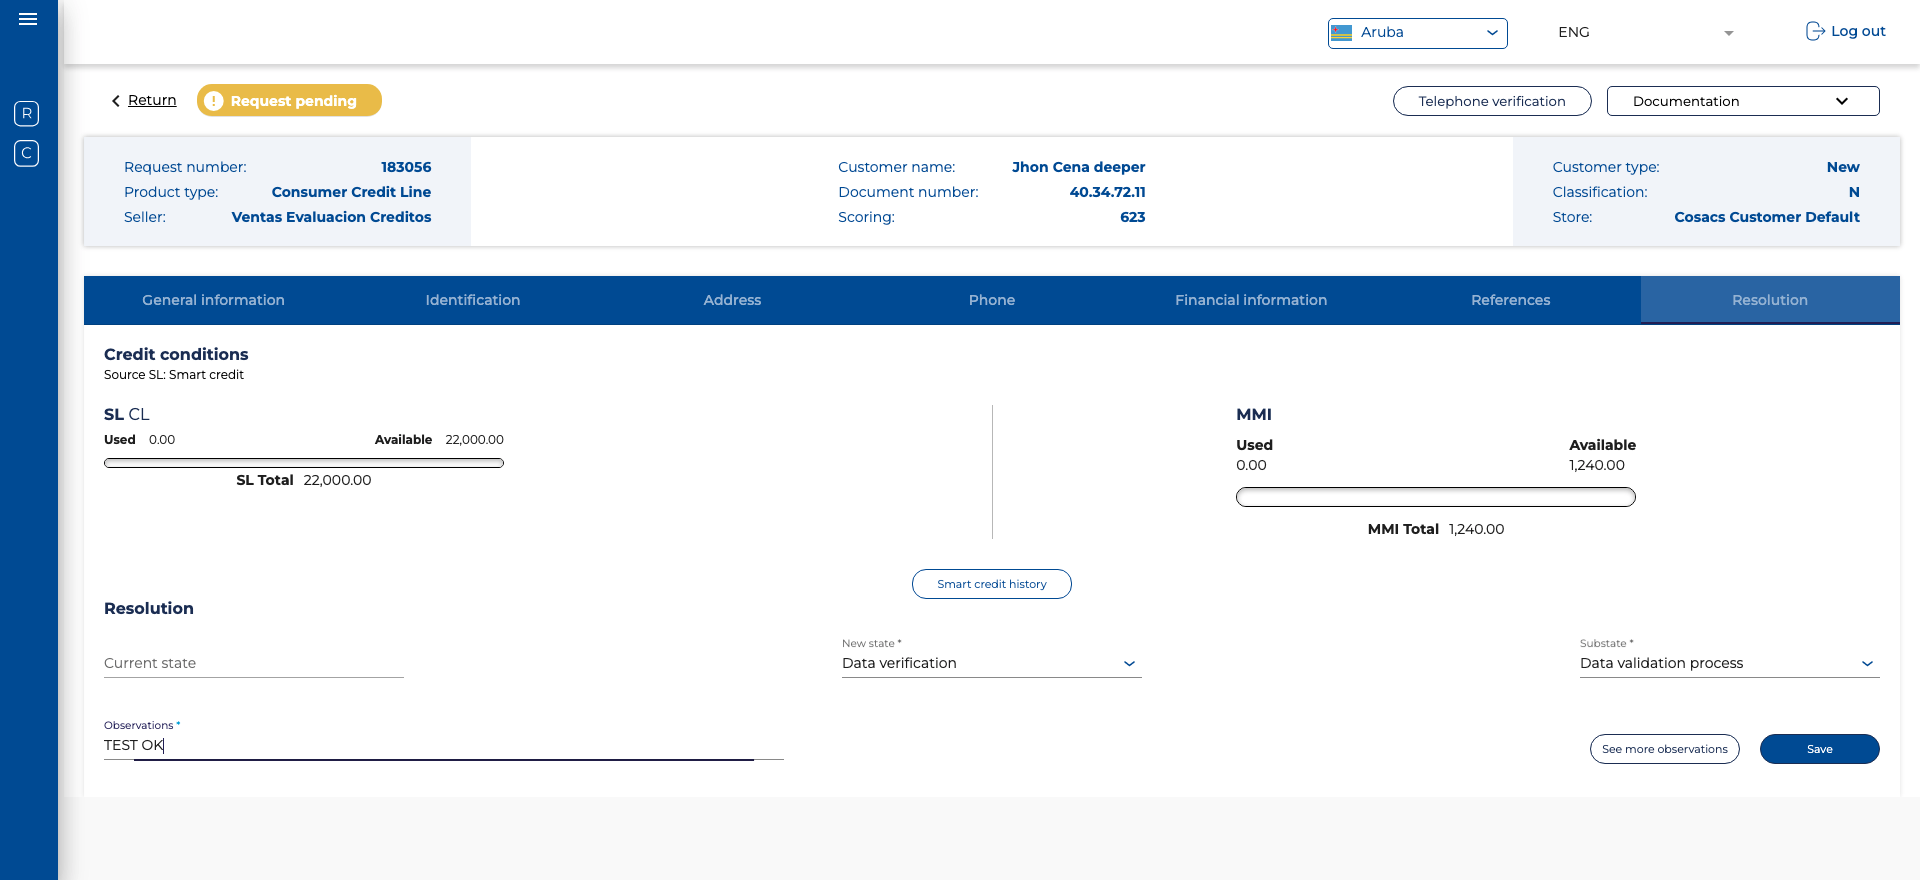 Aruba
ENG
Log out
R
C
Return
! Request pending
Telephone verification
Documentation
Request number: 183056
Product type: Consumer Credit Line
Seller: Ventas Evaluacion Creditos
Customer name: Jhon Cena deeper
Document number: 40.34.72.11
Scoring: 623
Customer type: New
Classification: N
Store: Cosacs Customer Default
General information
Identification
Address
Phone
Financial information
References
Resolution
Credit conditions
Source SL: Smart credit
SL CL
Used 0.00 Available 22,000.00
SL Total 22,000.00
MMI
Used Available
0.00 1,240.00
MMI Total 1,240.00
Smart credit history
Resolution
Current state
New state *
Data verification
Substate *
Data validation process
Observations *
TEST OK
See more observations
Save